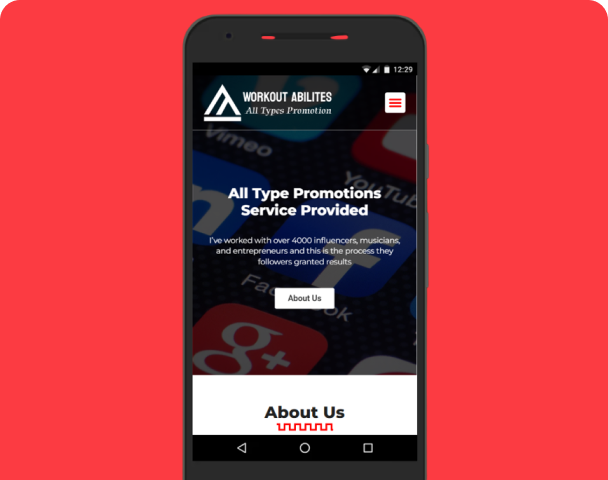 12:29
WORKOUT ABILITES
All Types Promotion
Vimeo
YouTube
All Type Promotions
Service Provided
I've worked with over 4000 influencers, musicians,
and entrepreneurs and this is the process they
followers granted results
About Us
Facebook
g+
About Us